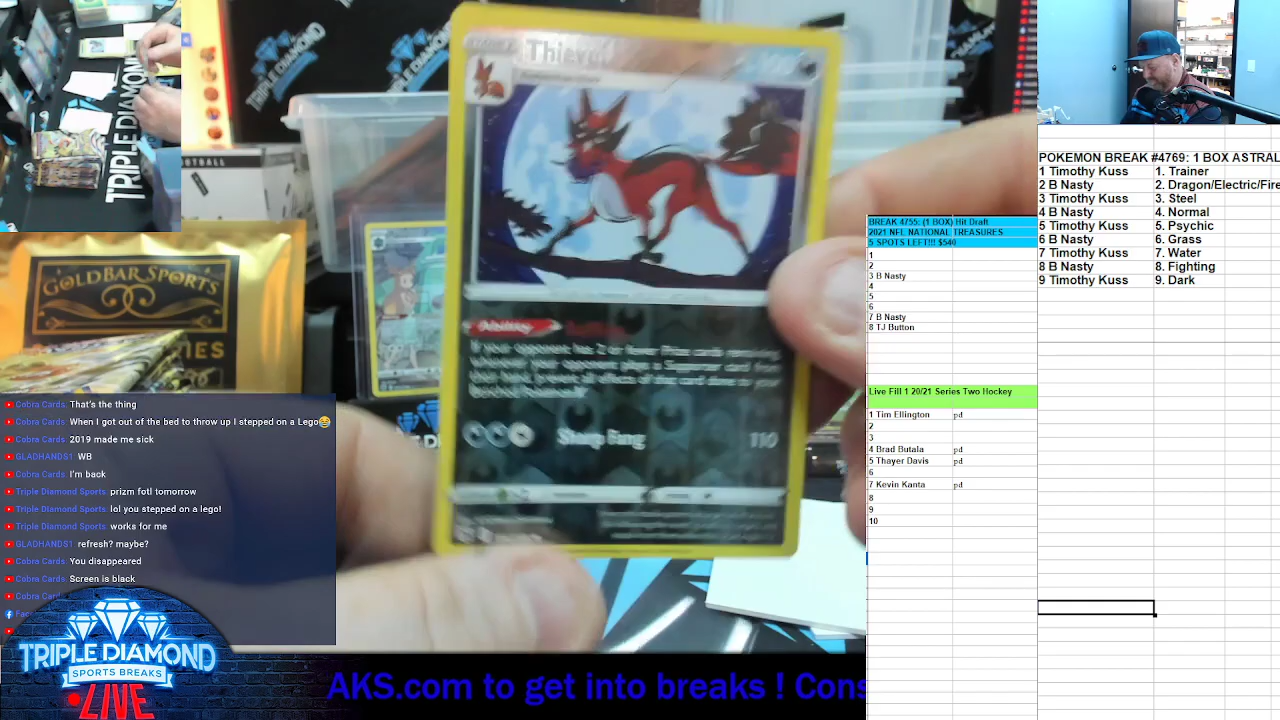 TRIPLE DIAMOND
GOLDBAR SPORTS
Thievul
Ability
Sharp Fang 110
Cobra Cards: That's the thing
Cobra Cards: When I got out of the bed to throw up I stepped on a Lego😂
Cobra Cards: 2019 made me sick
GLADHANDS1 WB
Cobra Cards: I'm back
Triple Diamond Sports: prizm fotl tomorrow
Triple Diamond Sports: lol you stepped on a lego!
Triple Diamond Sports: works for me
GLADHANDS1 refresh? maybe?
Cobra Cards: You disappeared
Cobra Cards: Screen is black
Cobra Card
TRIPLE DIAMOND
SPORTS BREAKS
LIVE
AKS.com to get into breaks ! Cons
BREAK 4755: (1 BOX) Hit Draft
2021 NFL NATIONAL TREASURES
5 SPOTS LEFT!!! $540
1
2
3 B Nasty
4
5
6
7 B Nasty
8 TJ Button
Live Fill 1 20/21 Series Two Hockey
1 Tim Ellington pd
2
3
4 Brad Butala pd
5 Thayer Davis pd
6
7 Kevin Kanta pd
8
9
10
POKEMON BREAK #4769: 1 BOX ASTRAL
1 Timothy Kuss 1. Trainer
2 B Nasty 2. Dragon/Electric/Fire
3 Timothy Kuss 3. Steel
4 B Nasty 4. Normal
5 Timothy Kuss 5. Psychic
6 B Nasty 6. Grass
7 Timothy Kuss 7. Water
8 B Nasty 8. Fighting
9 Timothy Kuss 9. Dark